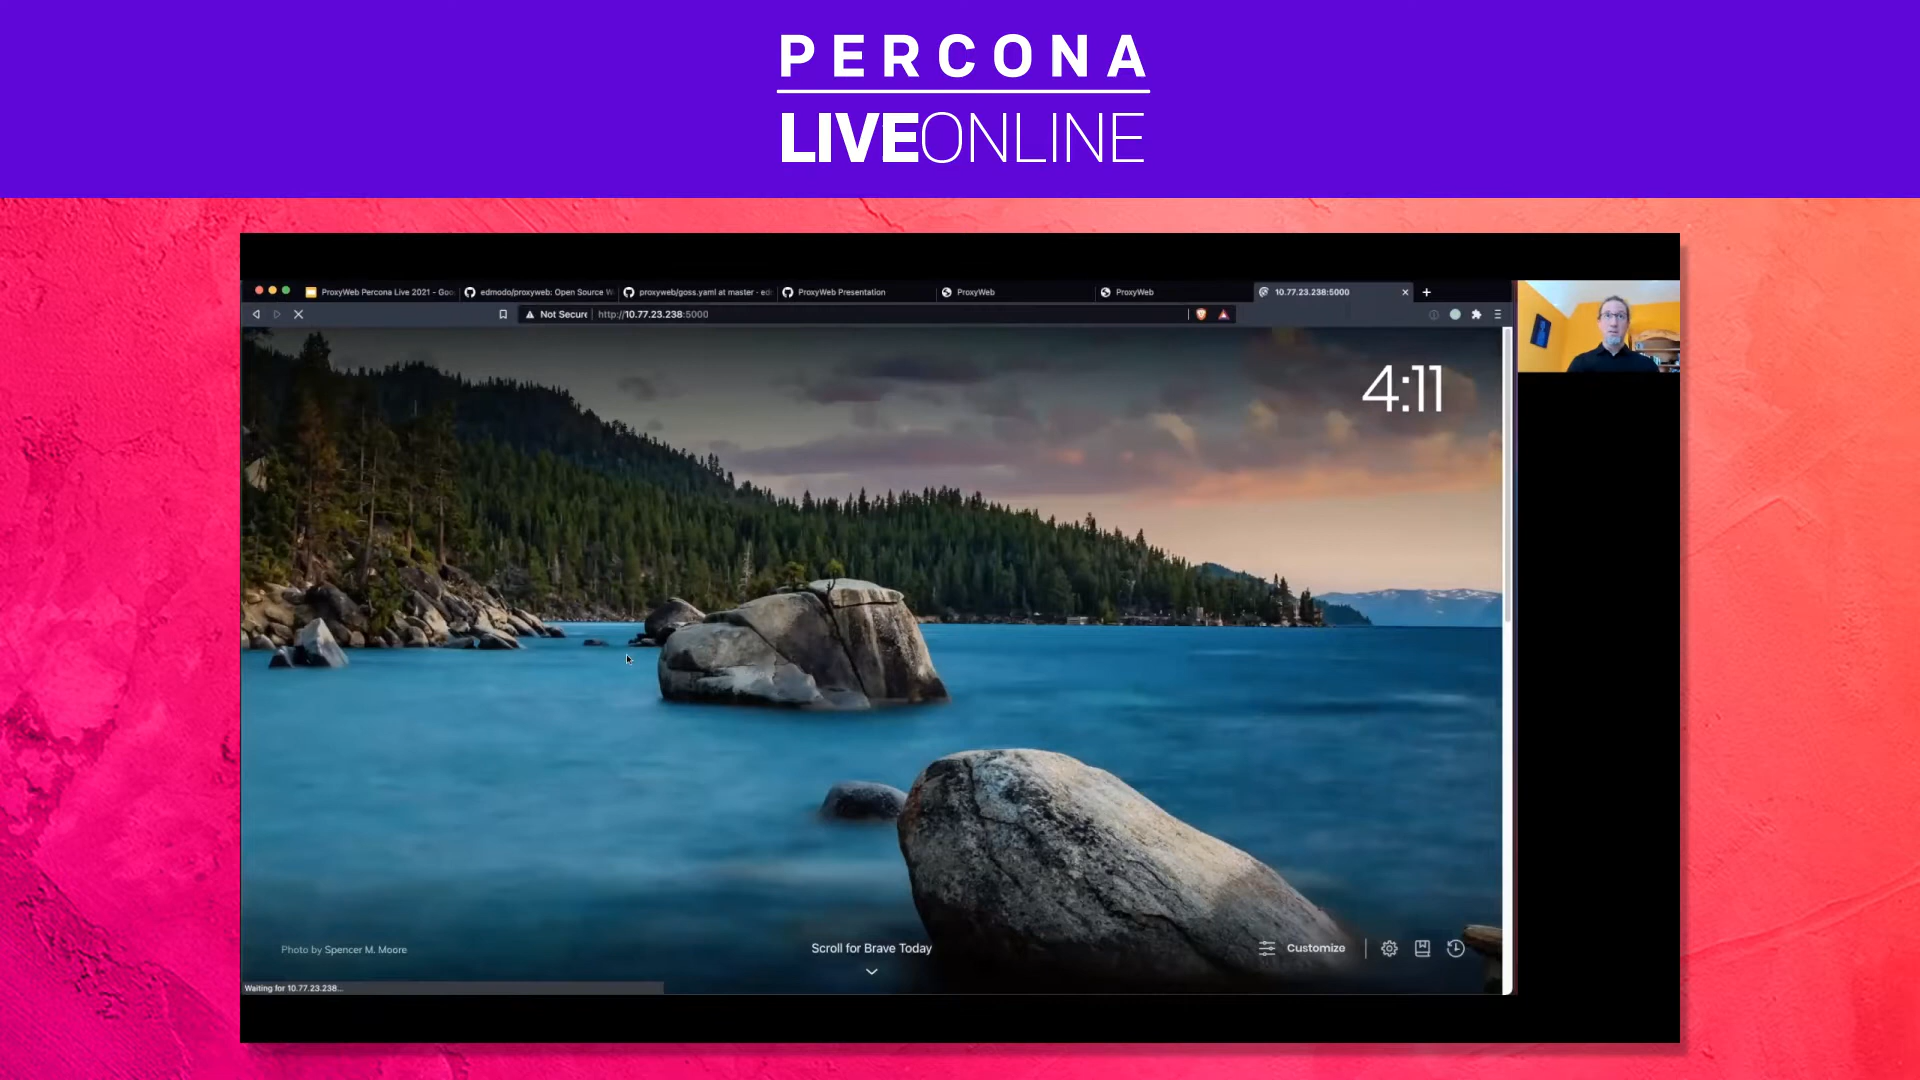 PERCONA
LIVEONLINE
ProxyWeb Percona Live 2021 - Goo
edmodo/proxyweb: Open Source W
proxyweb/goss.yaml at master · ed
ProxyWeb Presentation
ProxyWeb
ProxyWeb
10.77.23.238:5000
Not Secure
http://10.77.23.238:5000
4:11
Photo by Spencer M. Moore
Scroll for Brave Today
Customize
Waiting for 10.77.23.238...